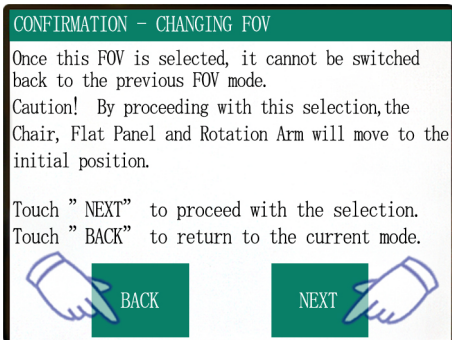 CONFIRMATION - CHANGING FOV
Once this FOV is selected, it cannot be switched
back to the previous FOV mode.
Caution!  By proceeding with this selection,the
Chair, Flat Panel and Rotation Arm will move to the
initial position.
Touch ” NEXT”  to proceed with the selection.
Touch ” BACK”  to return to the current mode.
BACK
NEXT